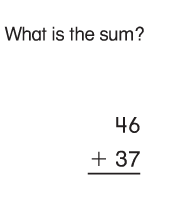 What is the sum?
46
+ 37